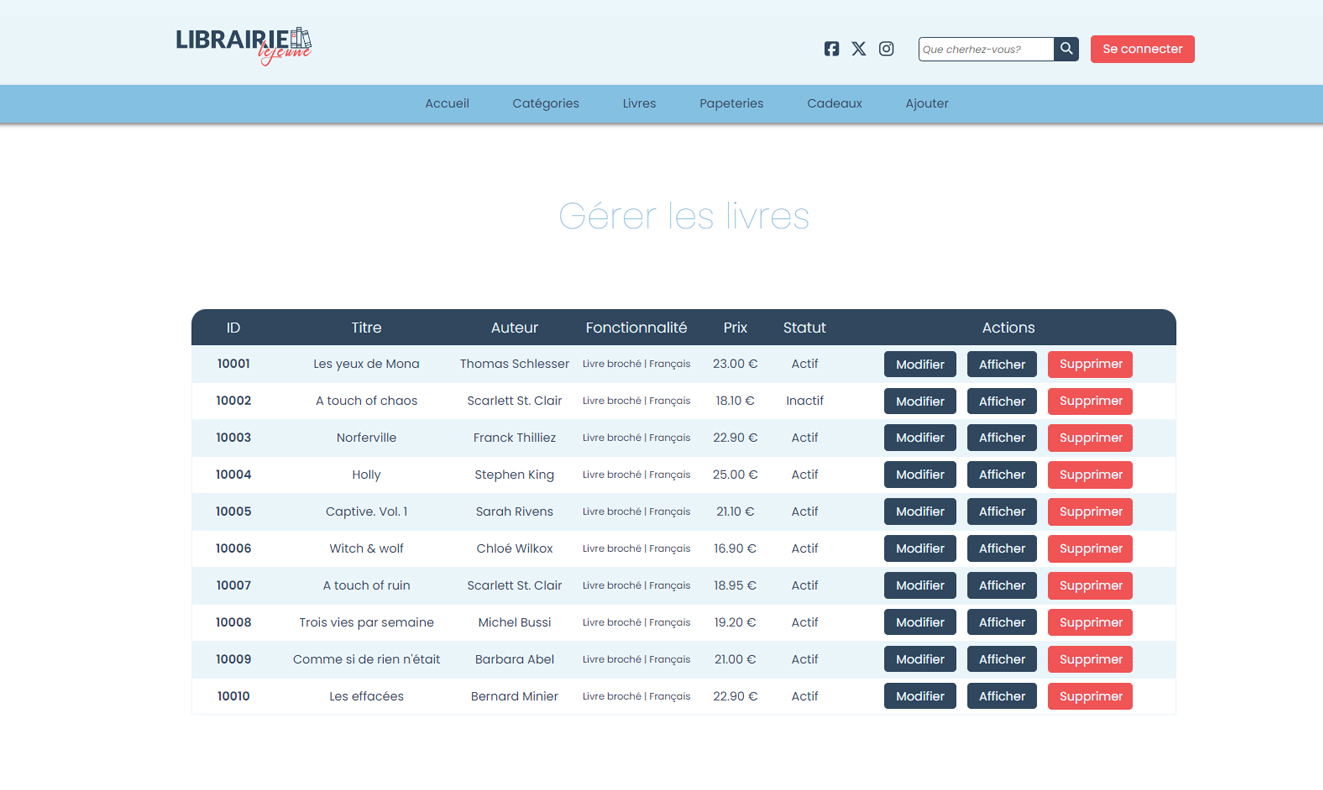 LIBRAIRIE
lejeune
Que cherhez-vous?
Se connecter
Accueil Catégories Livres Papeteries Cadeaux Ajouter
Gérer les livres
ID Titre Auteur Fonctionnalité Prix Statut Actions
10001 Les yeux de Mona Thomas Schlesser Livre broché | Français 23.00 € Actif Modifier Afficher Supprimer
10002 A touch of chaos Scarlett St. Clair Livre broché | Français 18.10 € Inactif Modifier Afficher Supprimer
10003 Norferville Franck Thilliez Livre broché | Français 22.90 € Actif Modifier Afficher Supprimer
10004 Holly Stephen King Livre broché | Français 25.00 € Actif Modifier Afficher Supprimer
10005 Captive. Vol. 1 Sarah Rivens Livre broché | Français 21.10 € Actif Modifier Afficher Supprimer
10006 Witch & wolf Chloé Wilkox Livre broché | Français 16.90 € Actif Modifier Afficher Supprimer
10007 A touch of ruin Scarlett St. Clair Livre broché | Français 18.95 € Actif Modifier Afficher Supprimer
10008 Trois vies par semaine Michel Bussi Livre broché | Français 19.20 € Actif Modifier Afficher Supprimer
10009 Comme si de rien n'était Barbara Abel Livre broché | Français 21.00 € Actif Modifier Afficher Supprimer
10010 Les effacées Bernard Minier Livre broché | Français 22.90 € Actif Modifier Afficher Supprimer